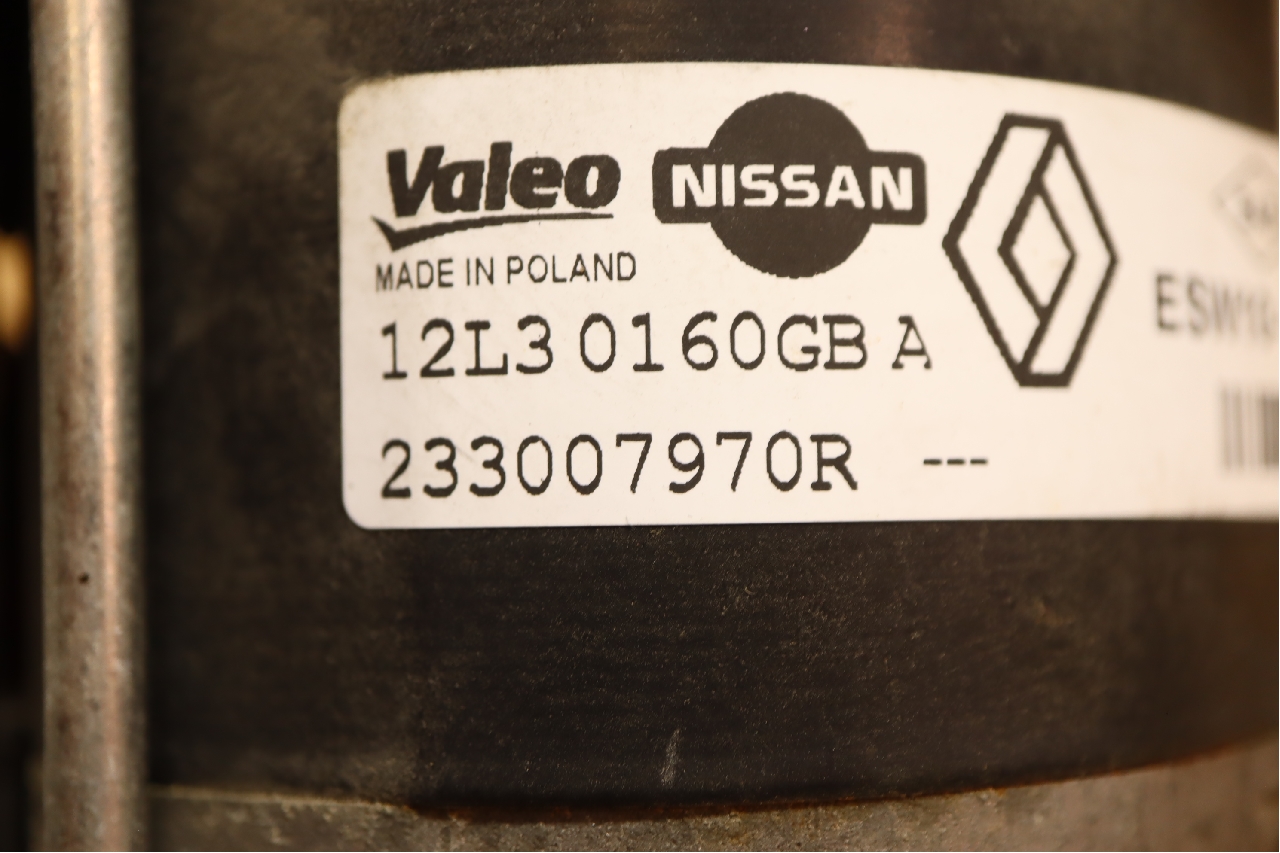 Valeo NISSAN
MADE IN POLAND
12L3 0160GB A
233007970R ---